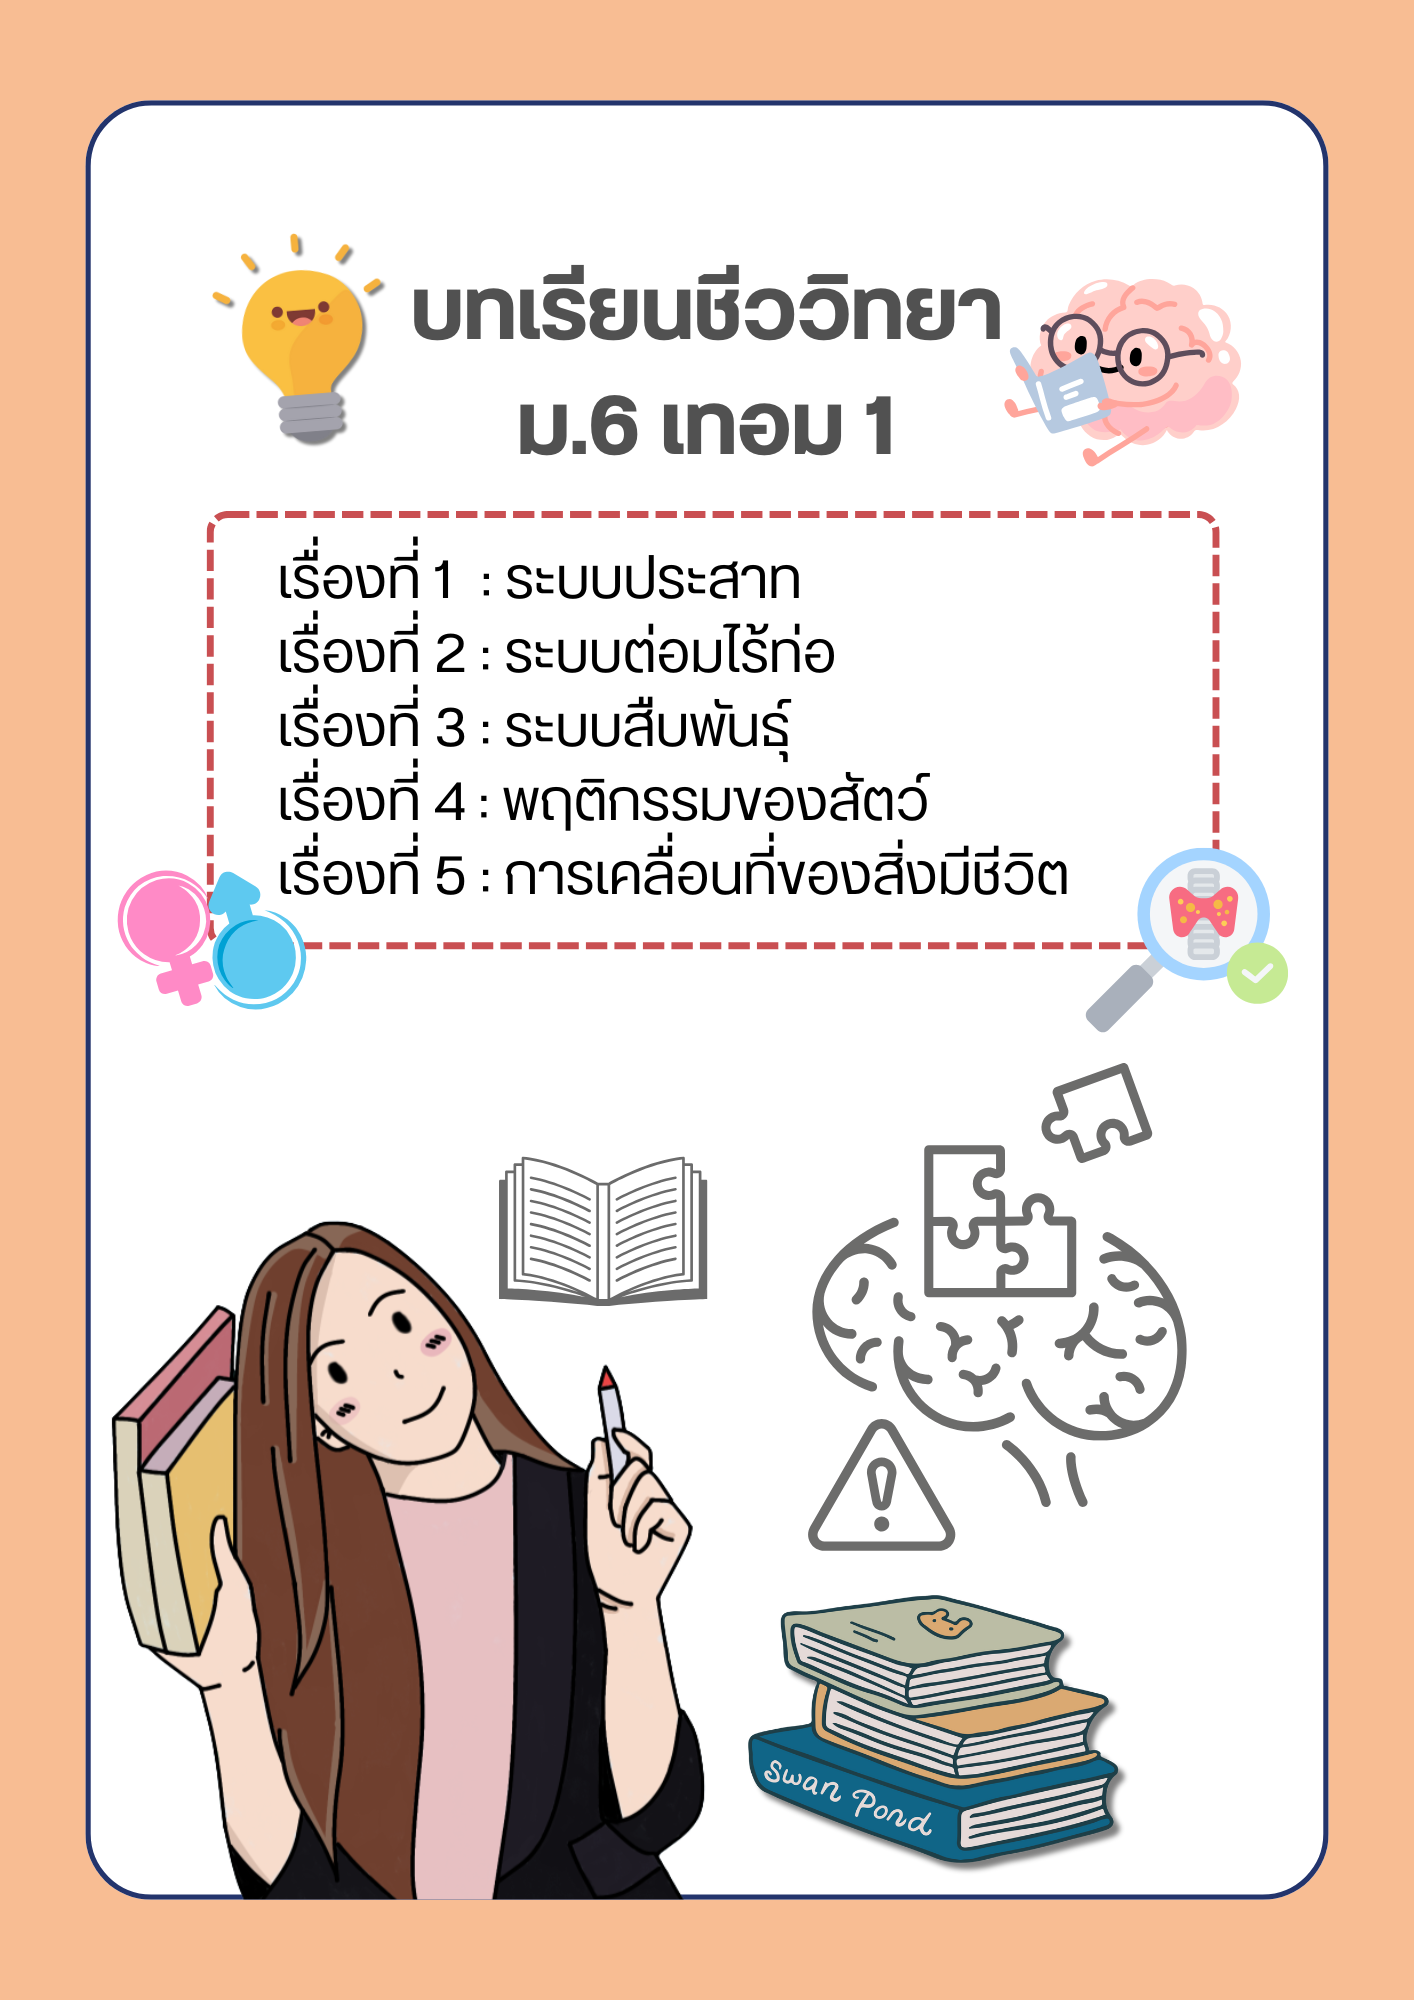 บทเรียนชีววิทยา
ม.6 เทอม 1
เรื่องที่ 1 : ระบบประสาท
เรื่องที่ 2 : ระบบต่อมไร้ท่อ
เรื่องที่ 3 : ระบบสืบพันธุ์
เรื่องที่ 4 : พฤติกรรมของสัตว์
เรื่องที่ 5 : การเคลื่อนที่ของสิ่งมีชีวิต
Swan Pond